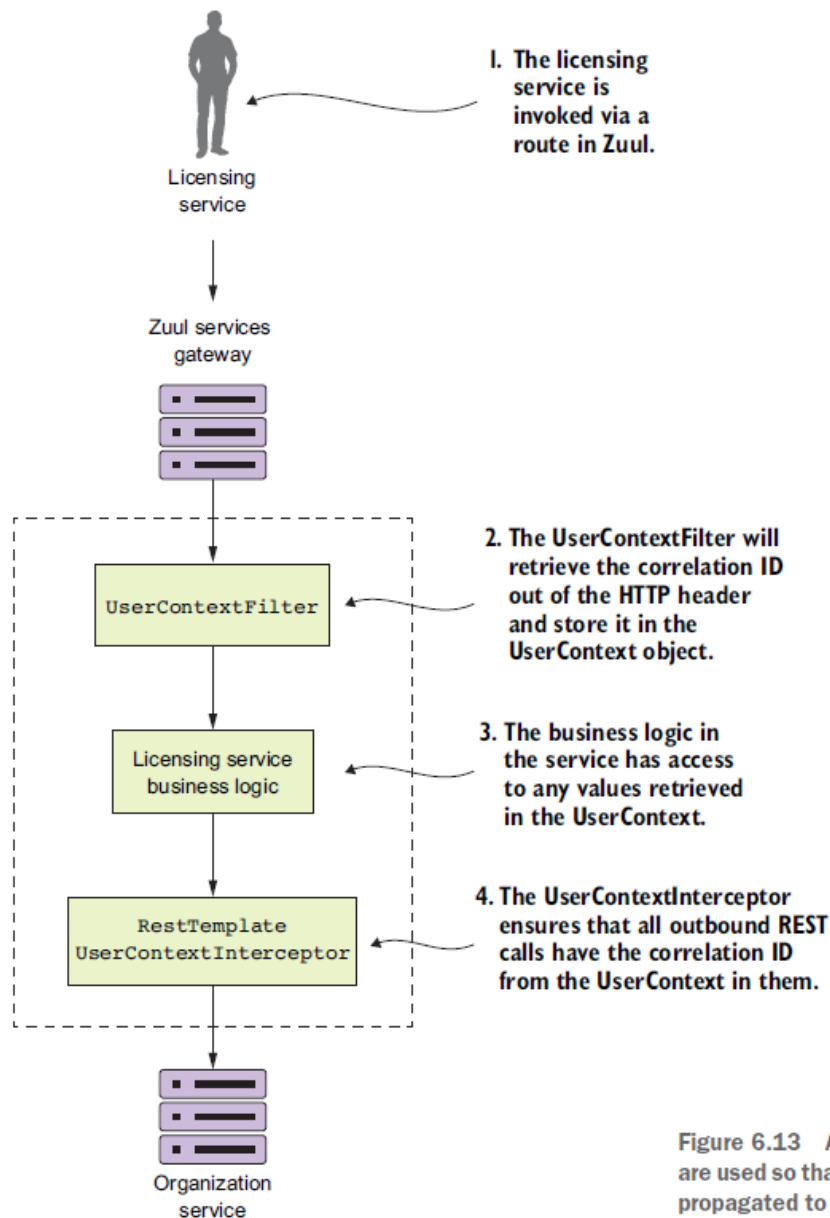 1. The licensing
service is
invoked via a
route in Zuul.
Licensing
service
Zuul services
gateway
2. The UserContextFilter will
retrieve the correlation ID
out of the HTTP header
and store it in the
UserContext object.
UserContextFilter
3. The business logic in
the service has access
to any values retrieved
in the UserContext.
Licensing service
business logic
4. The UserContextInterceptor
ensures that all outbound REST
calls have the correlation ID
from the UserContext in them.
RestTemplate
UserContextInterceptor
Organization
service
Figure 6.13 A
are used so tha
propagated to